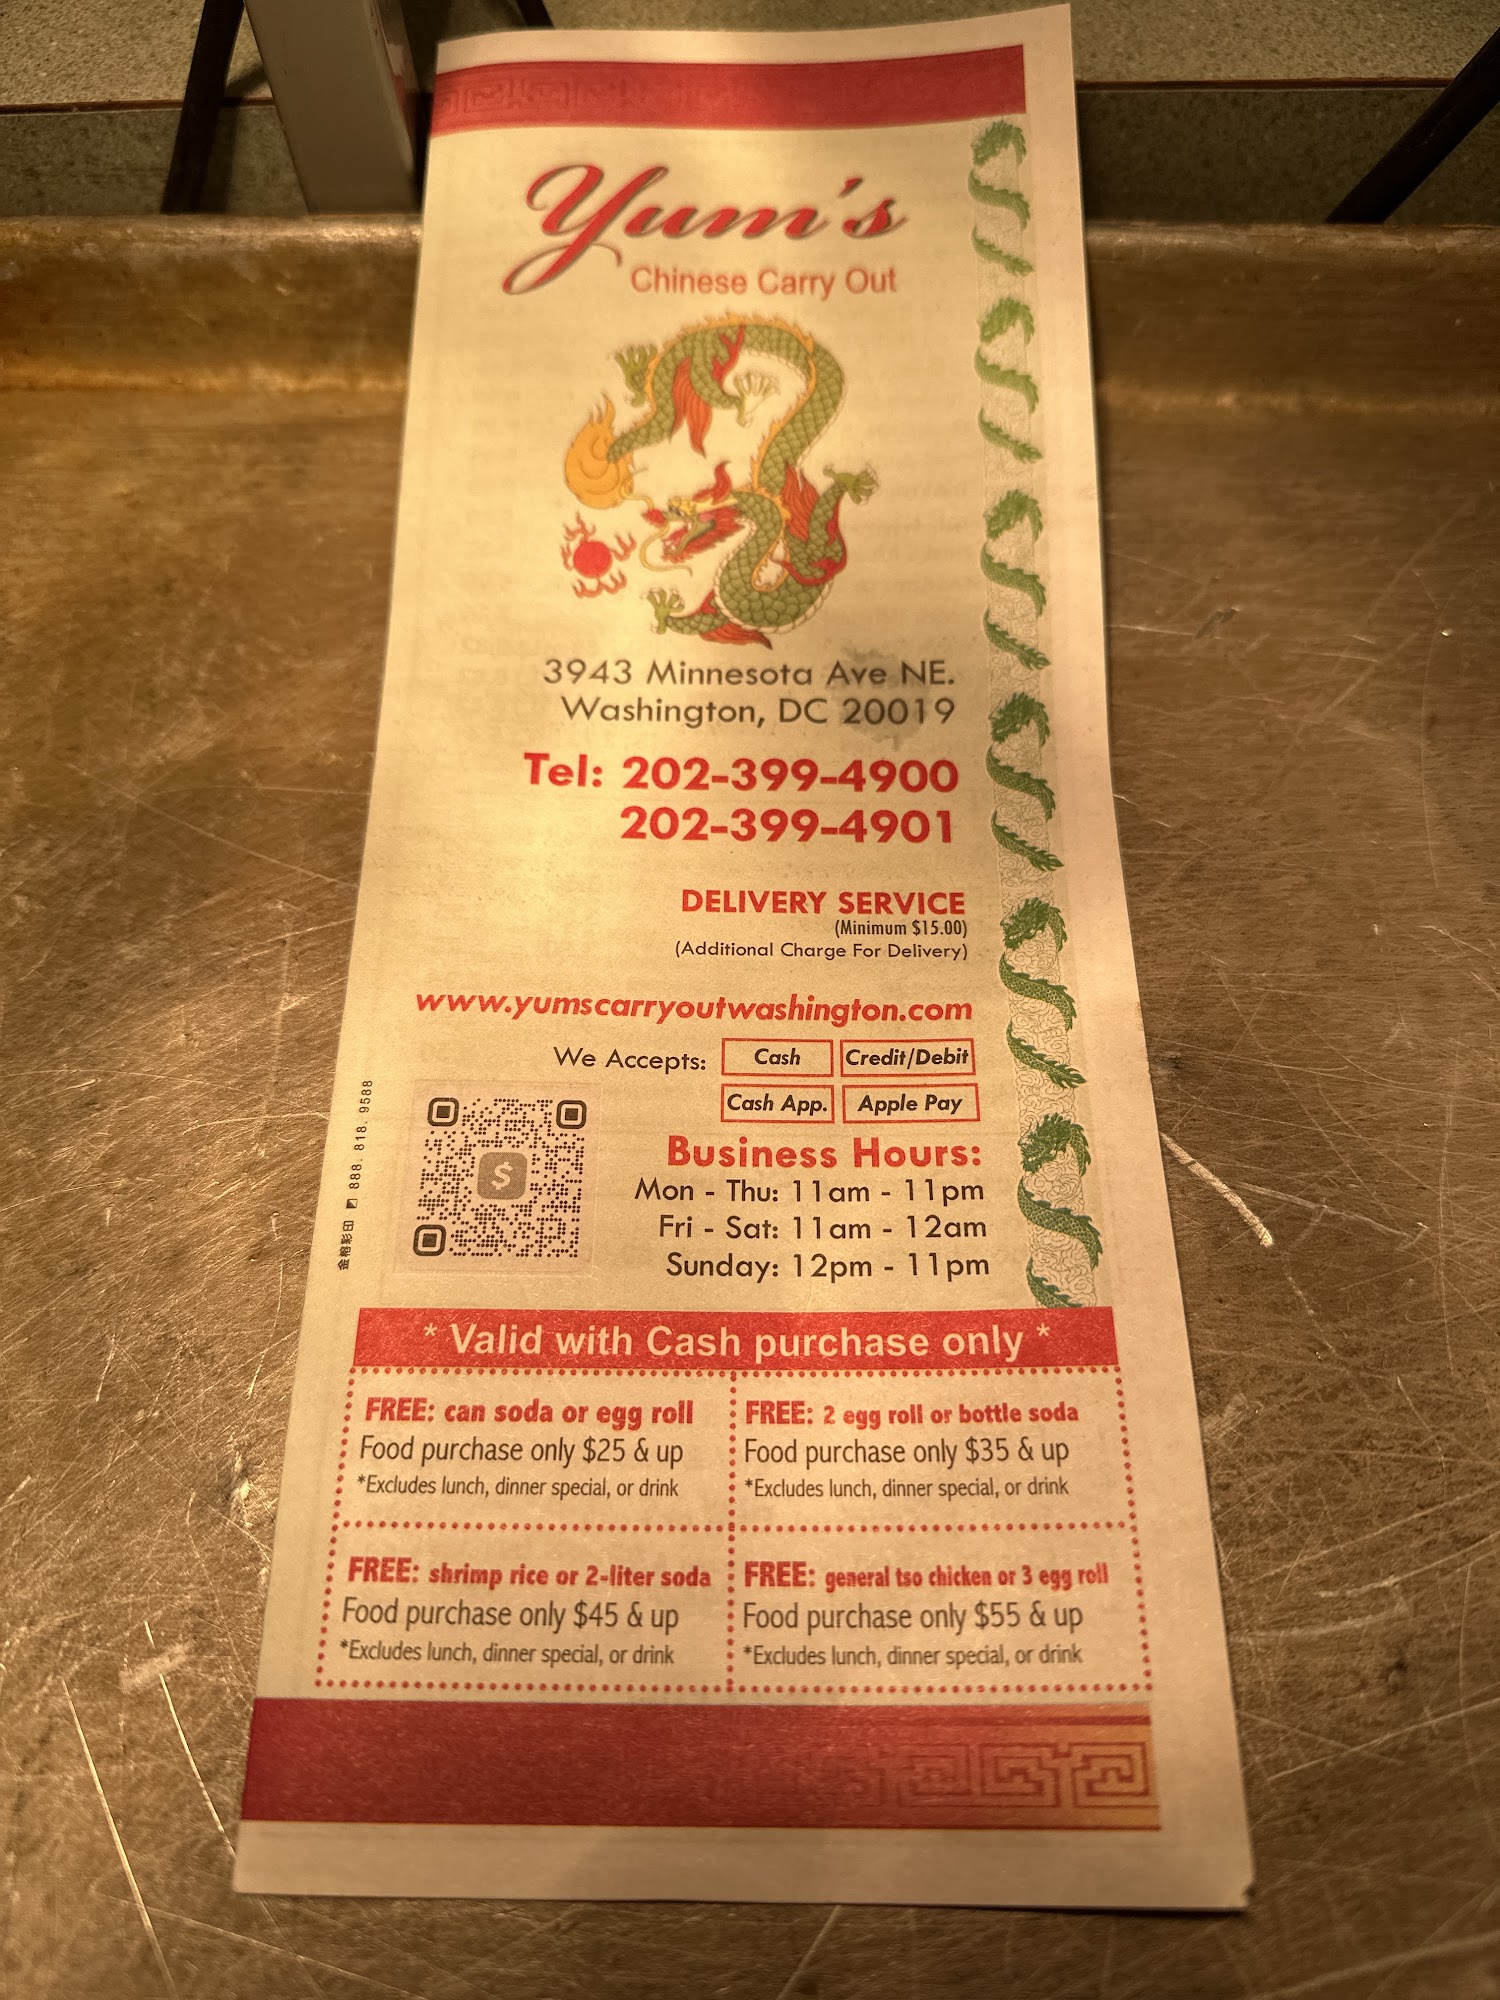 Yum's
Chinese Carry Out
3943 Minnesota Ave NE.
Washington, DC 20019
Tel: 202-399-4900
202-399-4901
DELIVERY SERVICE
(Minimum $15.00)
(Additional Charge For Delivery)
www.yumscarryoutwashington.com
We Accepts: Cash Credit/Debit
Cash App. Apple Pay
$
Business Hours:
Mon - Thu: 11am - 11pm
Fri - Sat: 11am - 12am
Sunday: 12pm - 11pm
金榕彩印 888. 818. 9588
* Valid with Cash purchase only *
FREE: can soda or egg roll
Food purchase only $25 & up
*Excludes lunch, dinner special, or drink
FREE: 2 egg roll or bottle soda
Food purchase only $35 & up
*Excludes lunch, dinner special, or drink
FREE: shrimp rice or 2-liter soda
Food purchase only $45 & up
*Excludes lunch, dinner special, or drink
FREE: general tso chicken or 3 egg roll
Food purchase only $55 & up
*Excludes lunch, dinner special, or drink